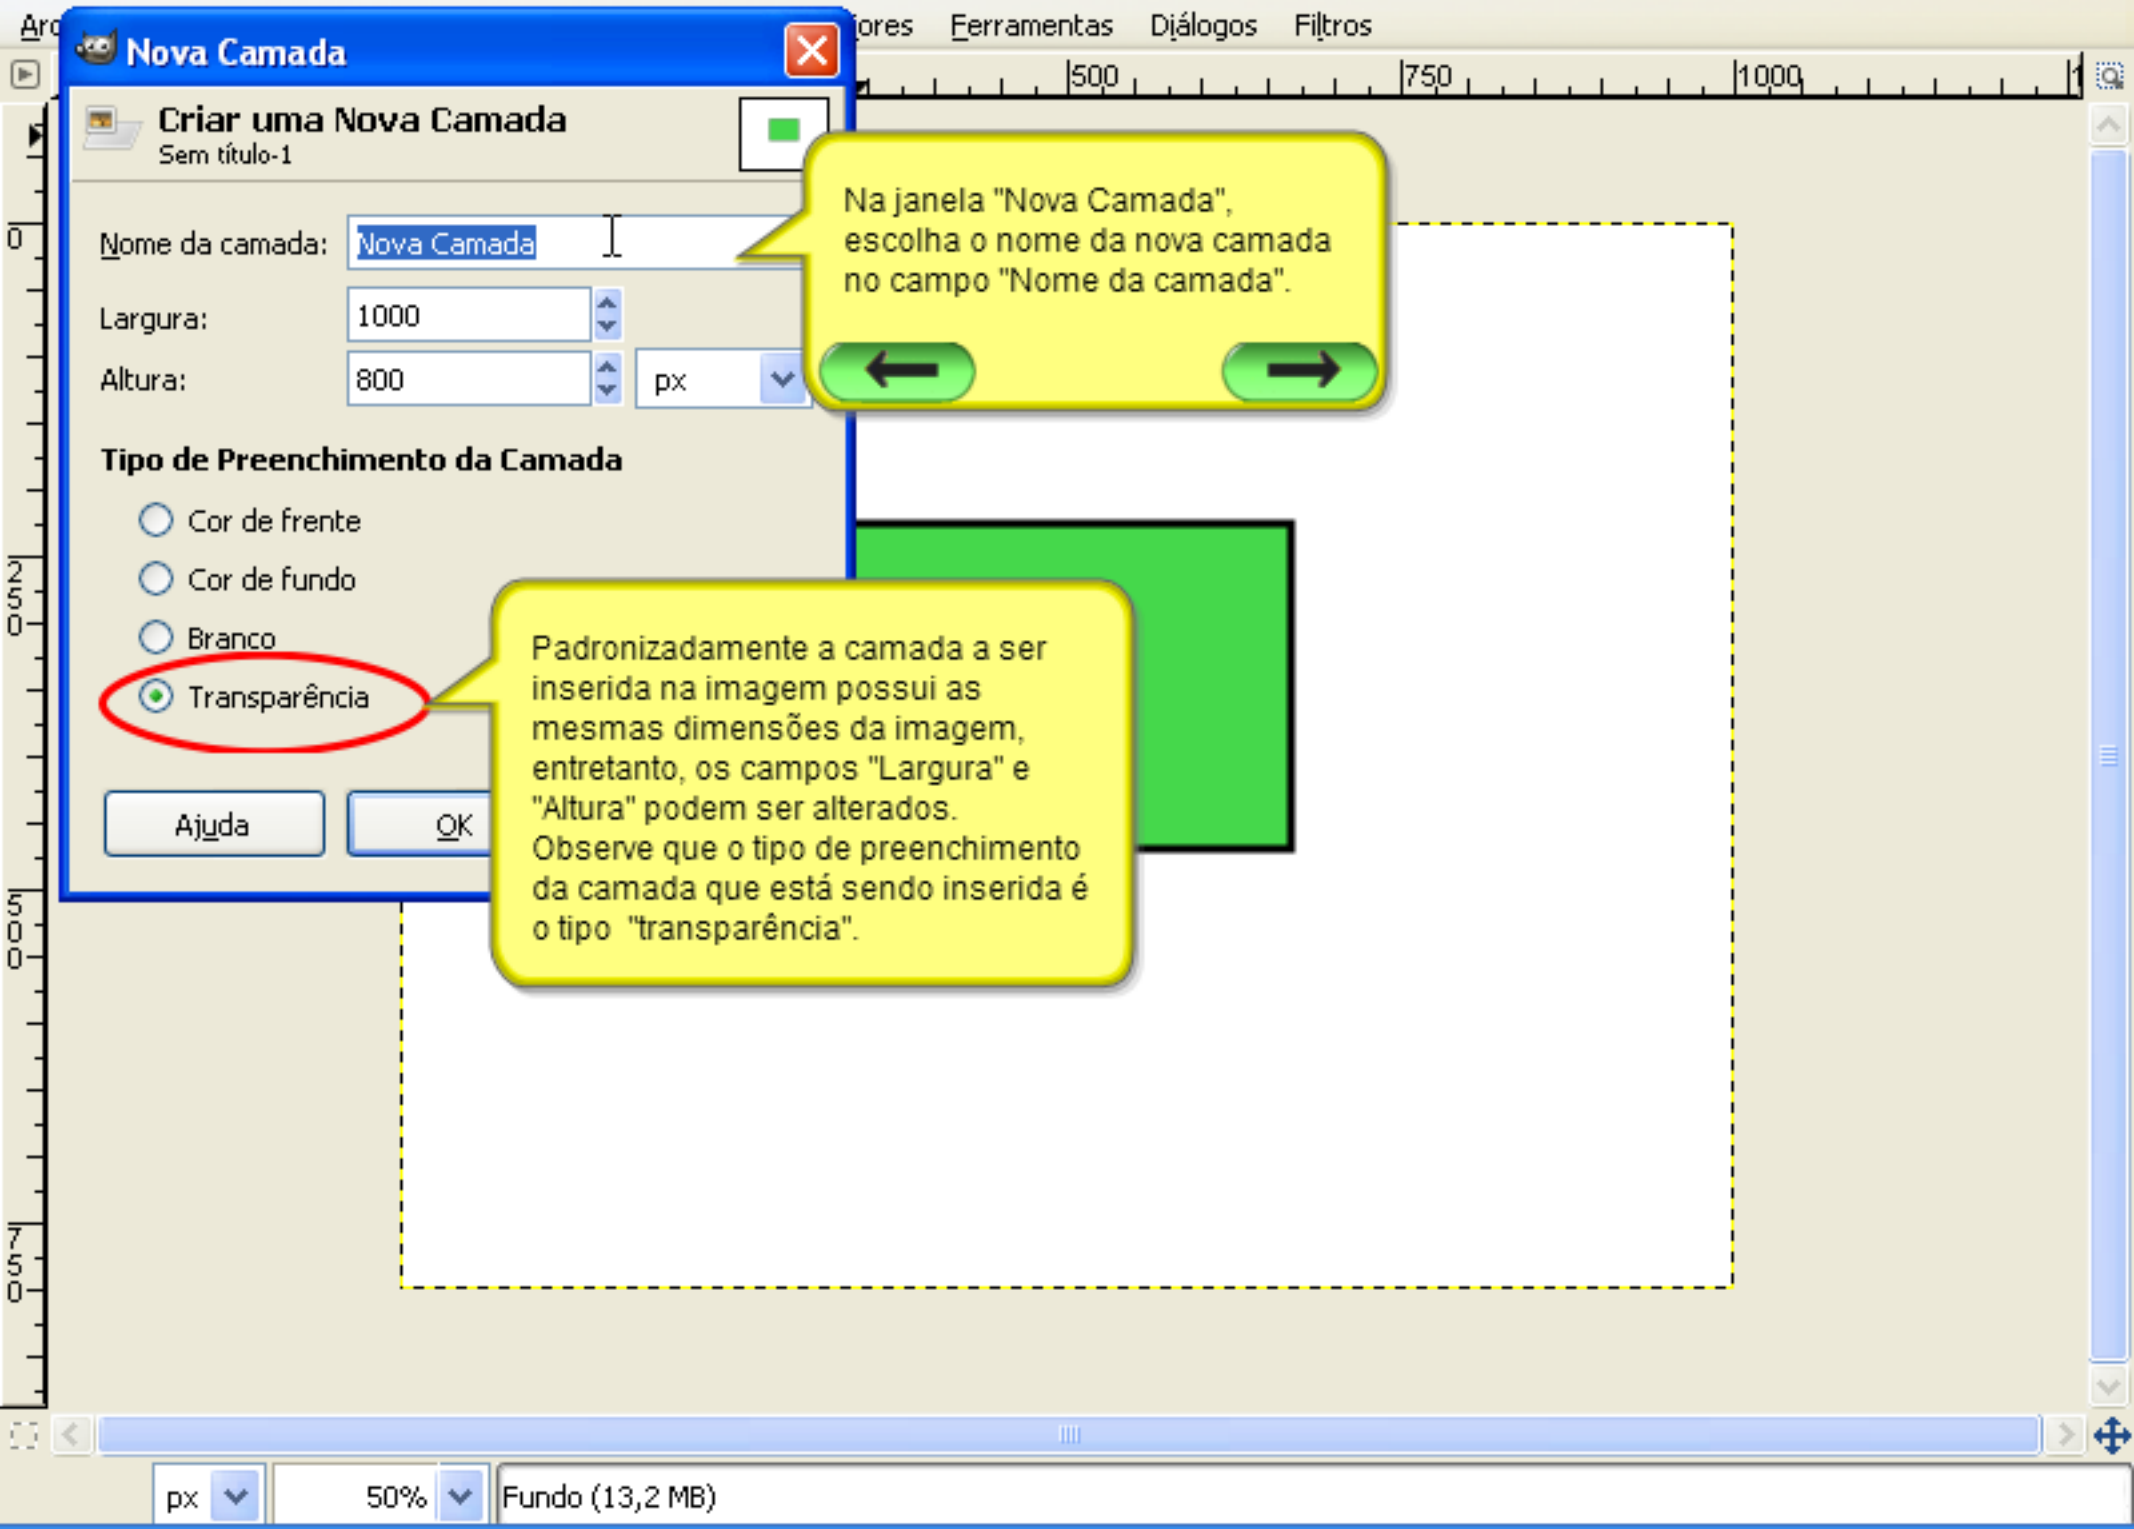 Nova Camada
Ferramentas
Diálogos
Filtros
500
750
1000
Criar uma Nova Camada
Sem título-1
Nome da camada: Nova Camada
Largura: 1000
Altura: 800 px
Na janela "Nova Camada",
escolha o nome da nova camada
no campo "Nome da camada".
Tipo de Preenchimento da Camada
Cor de frente
Cor de fundo
Branco
Transparência
Padronizadamente a camada a ser
inserida na imagem possui as
mesmas dimensões da imagem,
entretanto, os campos "Largura" e
"Altura" podem ser alterados.
Observe que o tipo de preenchimento
da camada que está sendo inserida é
o tipo "transparência".
Ajuda
OK
0
250
500
750
px
50%
Fundo (13,2 MB)